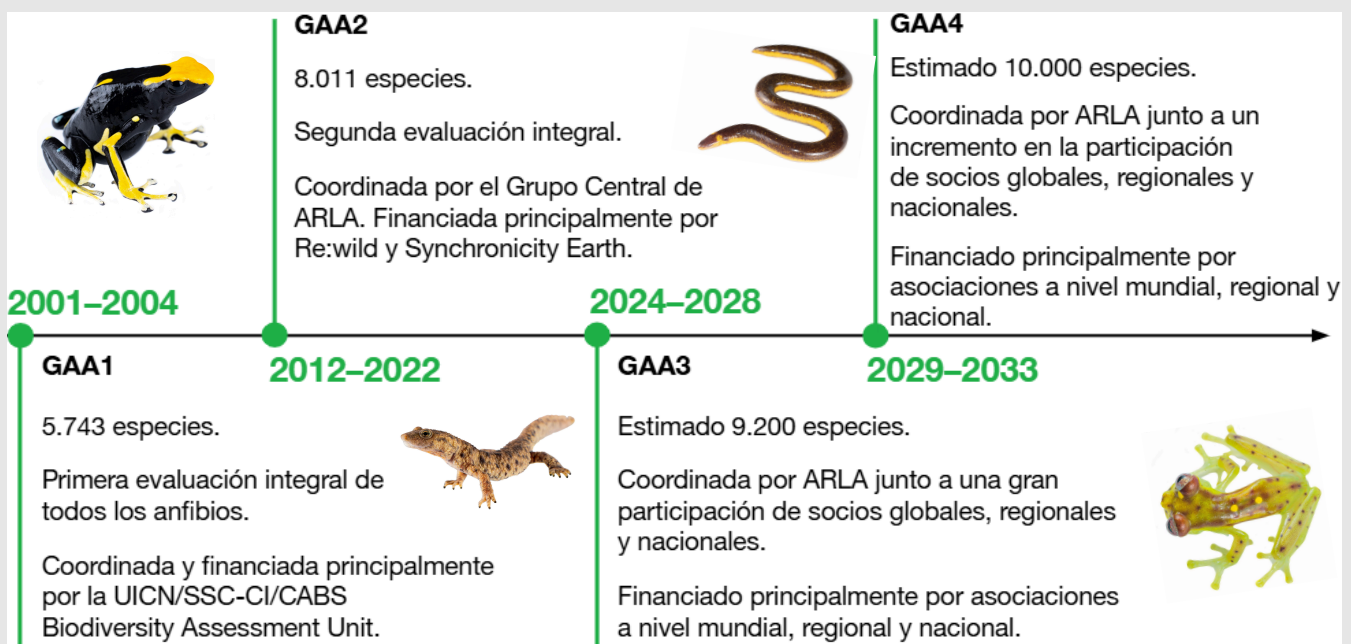 2001–2004
GAA1
5.743 especies.
Primera evaluación integral de
todos los anfibios.
Coordinada y financiada principalmente
por la UICN/SSC-CI/CABS
Biodiversity Assessment Unit.
GAA2
8.011 especies.
Segunda evaluación integral.
Coordinada por el Grupo Central de
ARLA. Financiada principalmente por
Re:wild y Synchronicity Earth.
2012–2022
2024–2028
GAA3
Estimado 9.200 especies.
Coordinada por ARLA junto a una gran
participación de socios globales, regionales
y nacionales.
Financiado principalmente por asociaciones
a nivel mundial, regional y nacional.
GAA4
Estimado 10.000 especies.
Coordinada por ARLA junto a un
incremento en la participación
de socios globales, regionales y
nacionales.
Financiado principalmente por
asociaciones a nivel mundial, regional y
nacional.
2029–2033